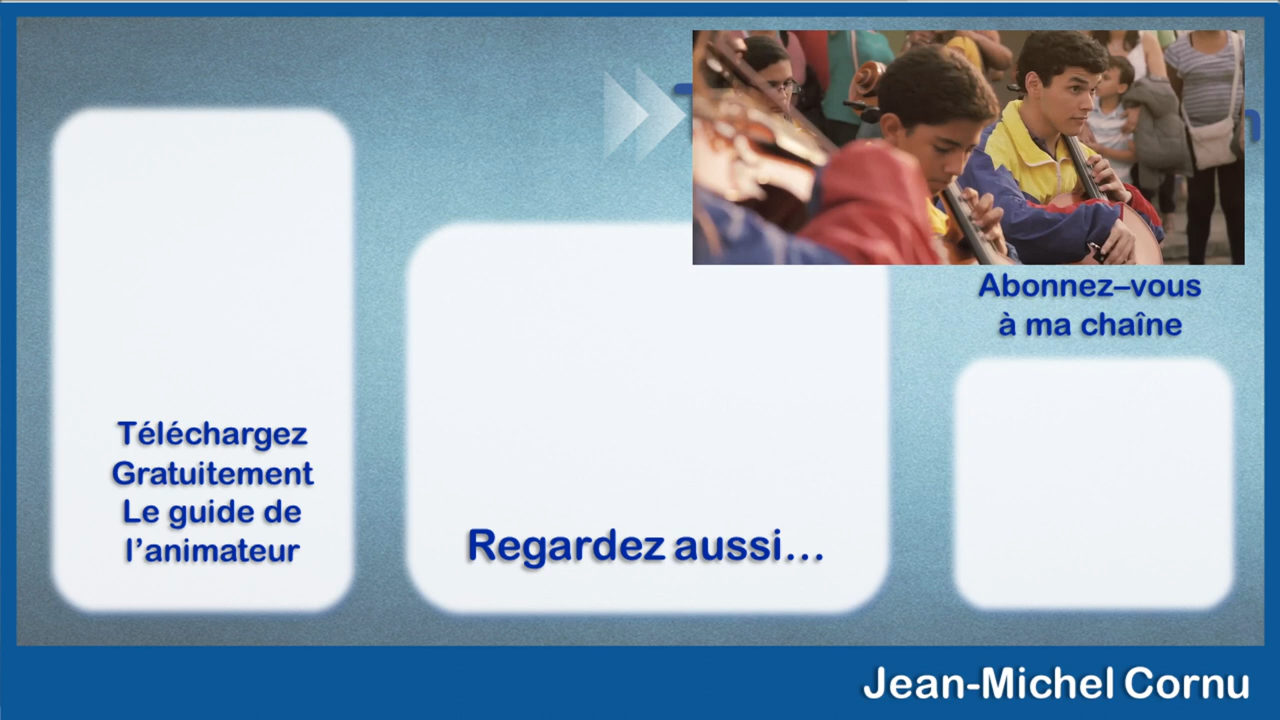 Abonnez–vous
à ma chaîne
Téléchargez
Gratuitement
Le guide de
l'animateur
Regardez aussi...
Jean-Michel Cornu